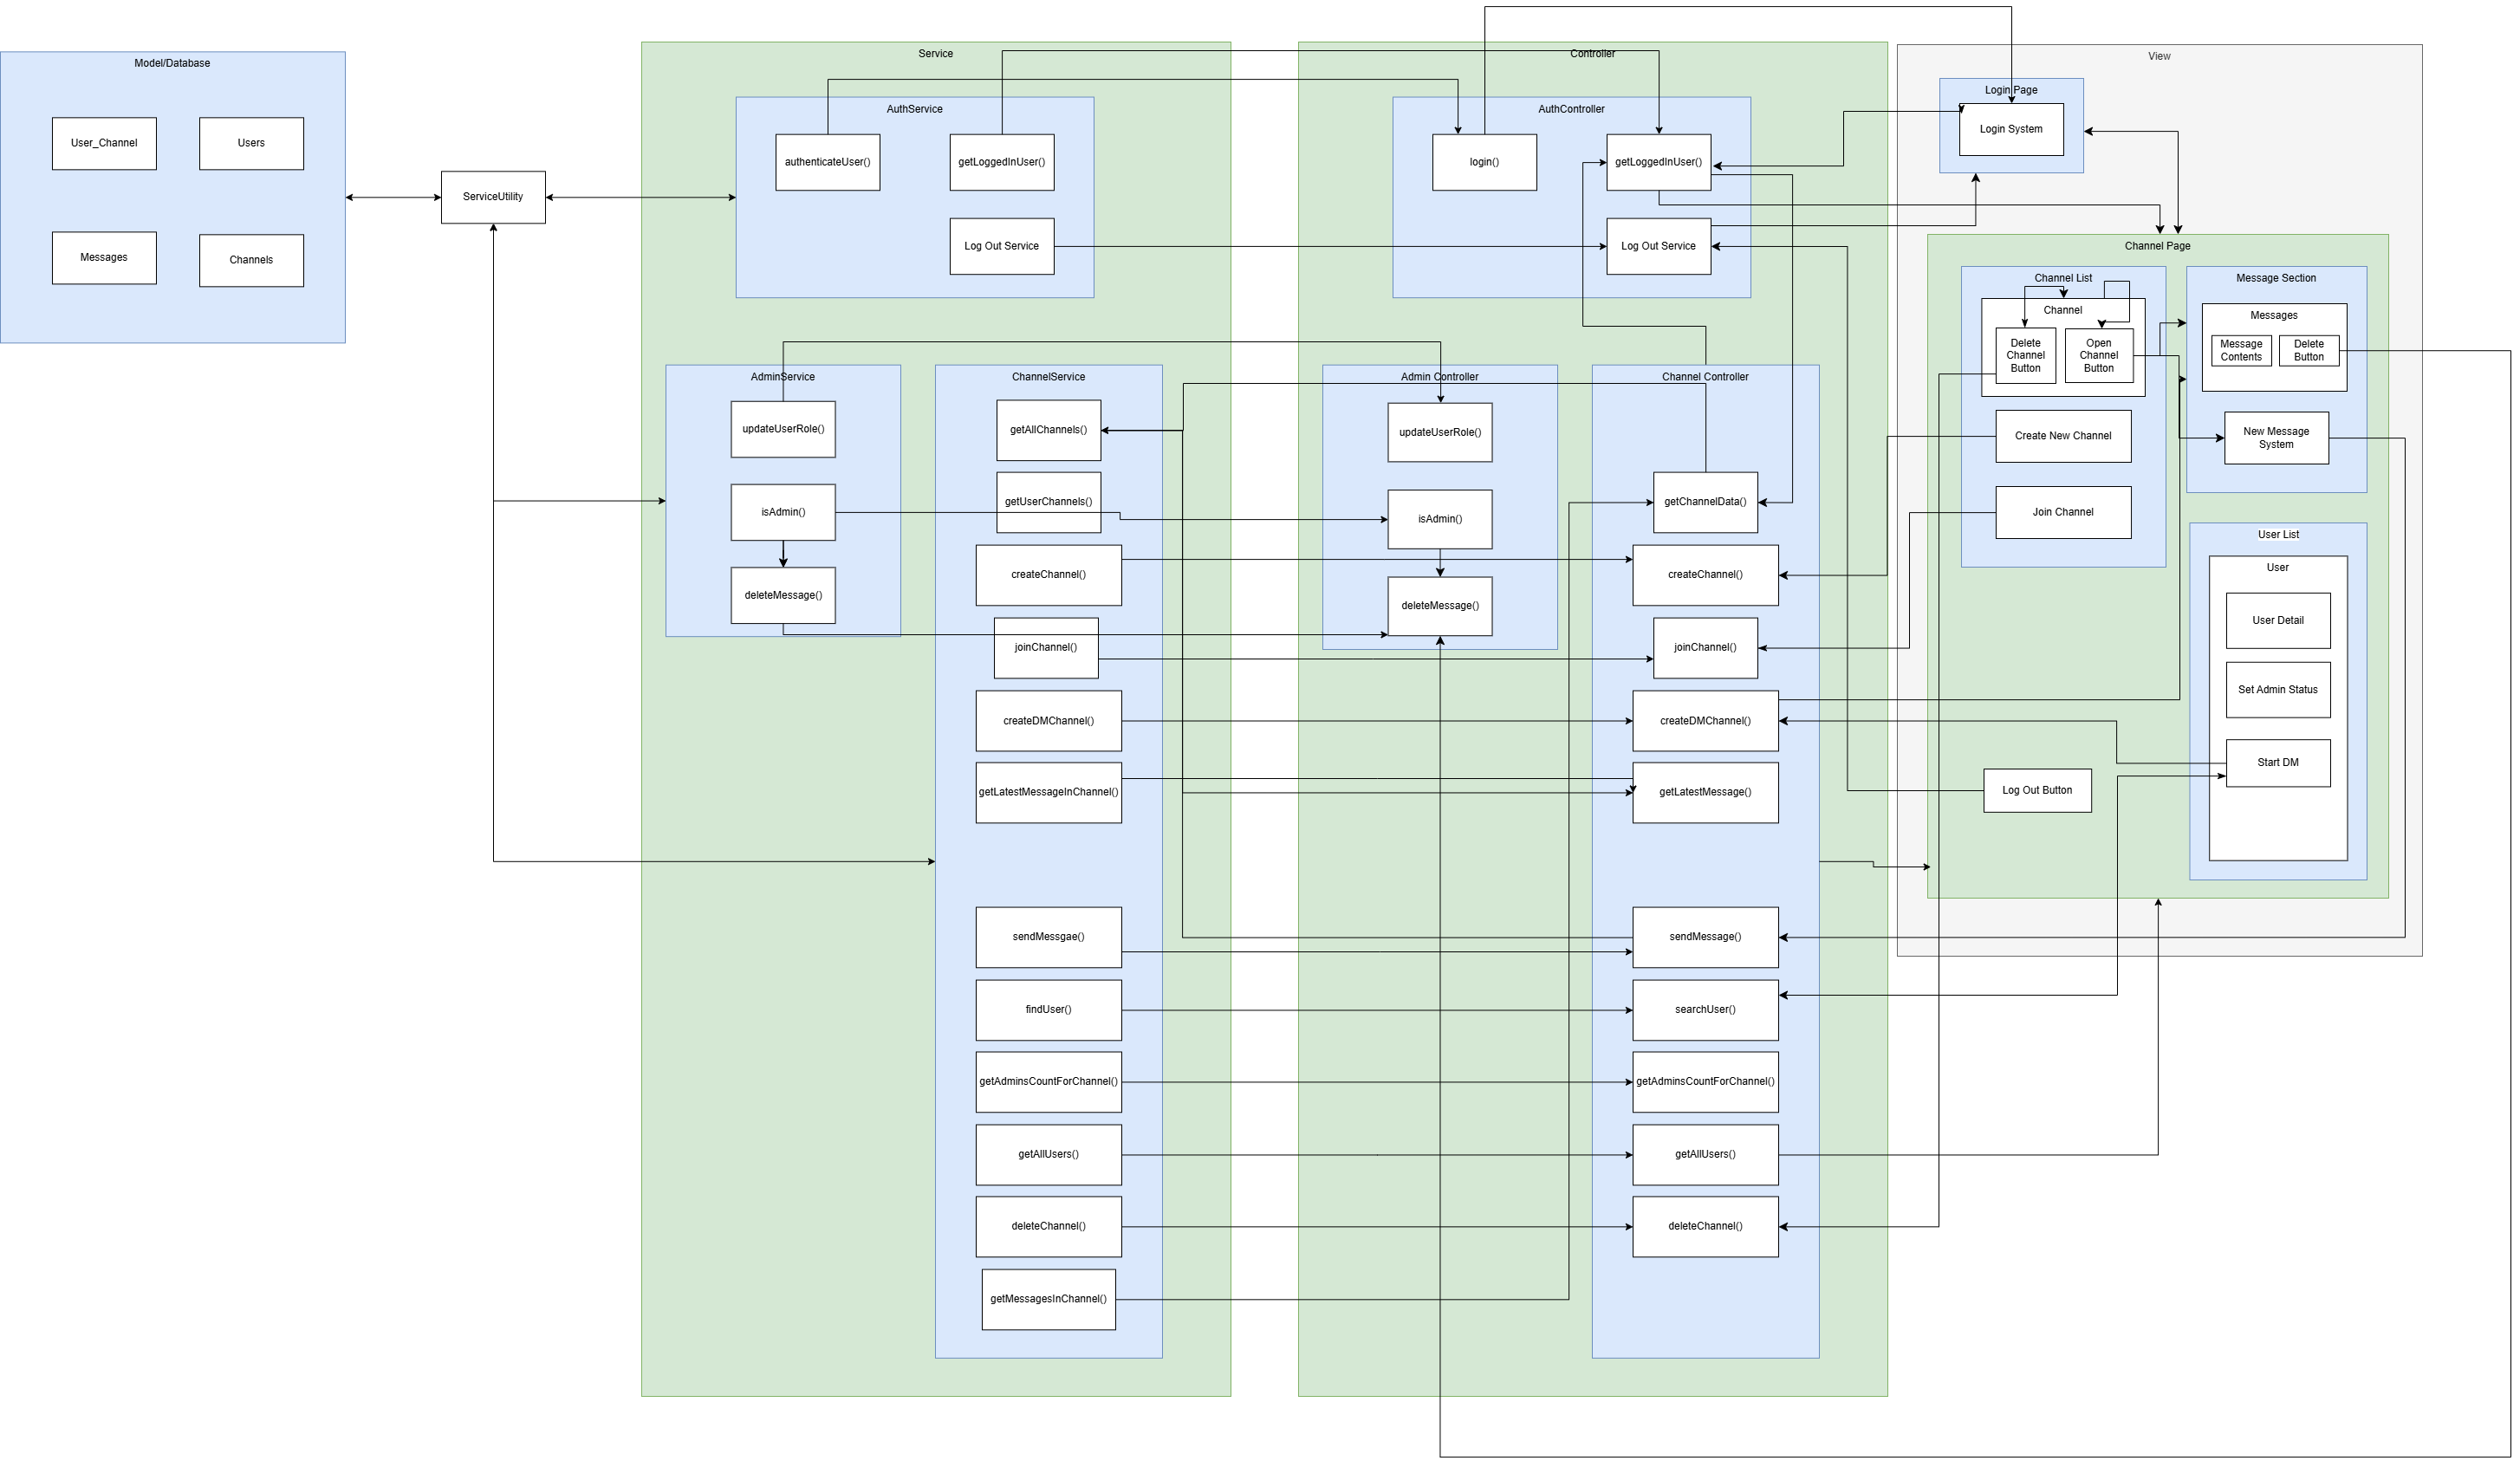 Model/Database
User_Channel
Users
Messages
Channels
ServiceUtility
Service
AuthService
authenticateUser()
getLoggedInUser()
Log Out Service
AdminService
updateUserRole()
isAdmin()
deleteMessage()
ChannelService
getAllChannels()
getUserChannels()
createChannel()
joinChannel()
createDMChannel()
getLatestMessageInChannel()
sendMessgae()
findUser()
getAdminsCountForChannel()
getAllUsers()
deleteChannel()
getMessagesInChannel()
Controller
AuthController
login()
getLoggedInUser()
Log Out Service
Admin Controller
updateUserRole()
isAdmin()
deleteMessage()
Channel Controller
getChannelData()
createChannel()
joinChannel()
createDMChannel()
getLatestMessage()
sendMessage()
searchUser()
getAdminsCountForChannel()
getAllUsers()
deleteChannel()
View
Login Page
Login System
Channel Page
Channel List
Channel
Delete
Channel
Button
Open
Channel
Button
Create New Channel
Join Channel
Log Out Button
Message Section
Messages
Message
Contents
Delete
Button
New Message
System
User List
User
User Detail
Set Admin Status
Start DM